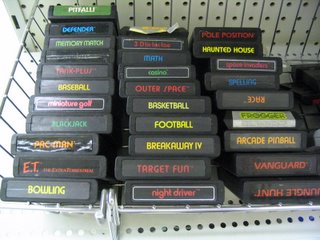 PITFALL!
DEFENDER
MEMORY MATCH
TANK-PLUS
BASEBALL
miniature golf
BLACKJACK
PAC-MAN
E.T. THE EXTRA-TERRESTRIAL
BOWLING
3 D tic tac toe
MATH
casino
OUTER SPACE
BASKETBALL
FOOTBALL
BREAKAWAY IV
TARGET FUN
night driver
POLE POSITION
HAUNTED HOUSE
space invaders
SPELLING
RACE
FROGGER
ARCADE PINBALL
VANGUARD
JUNGLE HUNT